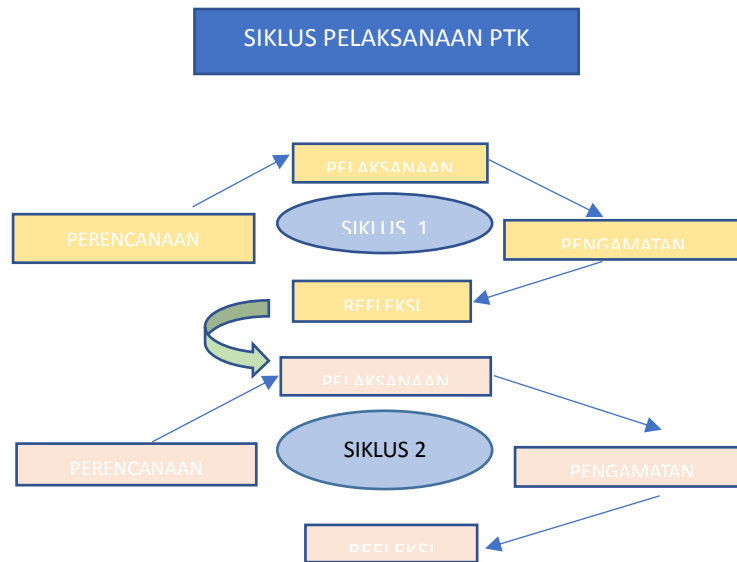 SIKLUS PELAKSANAAN PTK
PELAKSANAAN
SIKLUS 1
PERENCANAAN
PENGAMATAN
REFLEKSI
PELAKSANAAN
SIKLUS 2
PERENCANAAN
PENGAMATAN
REFLEKSI